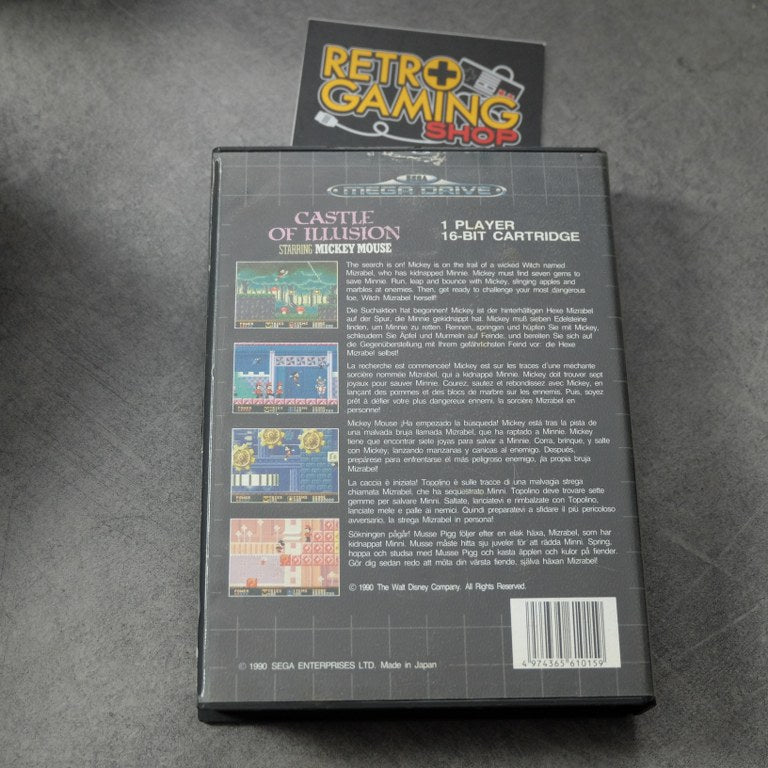 RETRO
GAMING
SHOP
SEGA
MEGA DRIVE
CASTLE
OF ILLUSION
STARRING MICKEY MOUSE
1 PLAYER
16-BIT CARTRIDGE
The search is on! Mickey is on the trail of a wicked Witch named
Mizrabel, who has kidnapped Minnie. Mickey must find seven gems to
save Minnie. Run, leap and bounce with Mickey, slinging apples and
marbles at enemies. Then, get ready to challenge your most dangerous
foe, Witch Mizrabel herself!
Die Suchaktion hat begonnen! Mickey ist der hinterhältigen Hexe Mizrabel
auf der Spur, die Minnie gekidnappt hat. Mickey muß sieben Edelsteine
finden, um Minnie zu retten. Rennen, springen und hüpfen Sie mit Mickey,
schleudern Sie Äpfel und Murmeln auf Feinde, und bereiten Sie sich auf
die Gegenüberstellung mit Ihrem gefährlichsten Feind vor: die Hexe
Mizrabel selbst!
La recherche est commencée! Mickey est sur les traces d'une méchante
sorcière nommée Mizrabel, qui a kidnappé Minnie. Mickey doit trouver sept
joyaux pour sauver Minnie. Courez, sautez et rebondissez avec Mickey, en
lançant des pommes et des blocs de marbre sur les ennemis. Puis, soyez
prêt à défier votre plus dangereux ennemi, la sorcière Mizrabel en
personne!
Mickey Mouse ¡Ha empezado la búsqueda! Mickey está tras la pista de
una malvada bruja llamada Mizrabel, que ha raptado a Minnie. Mickey
tiene que encontrar siete joyas para salvar a Minnie. Corra, brinque, y salte
con Mickey, lanzando manzanas y canicas al enemigo. Después,
prepárese para enfrentarse el más peligroso enemigo, ¡la propia bruja
Mizrabel!
La caccia è iniziata! Topolino è sulle tracce di una malvagia strega
chiamata Mizrabel, che ha sequestrato Minni. Topolino deve trovare sette
gemme per salvare Minni. Saltate, lanciatevi e rimbalzate con Topolino,
lanciate mele e palle ai nemici. Quindi preparatevi a sfidare il più pericoloso
avversario, la strega Mizrabel in persona!
Sökningen pågår! Musse Pigg följer efter en elak häxa, Mizrabel, som har
kidnappat Minni. Musse måste hitta sju juveler för att rädda Minni. Spring,
hoppa och studsa med Musse Pigg och kasta äpplen och kulor på fiender.
Gör dig sedan redo att möta din värsta fiende, själva häxan Mizrabel!
© 1990 The Walt Disney Company. All Rights Reserved.
4 974365 610159
© 1990 SEGA ENTERPRISES LTD. Made in Japan